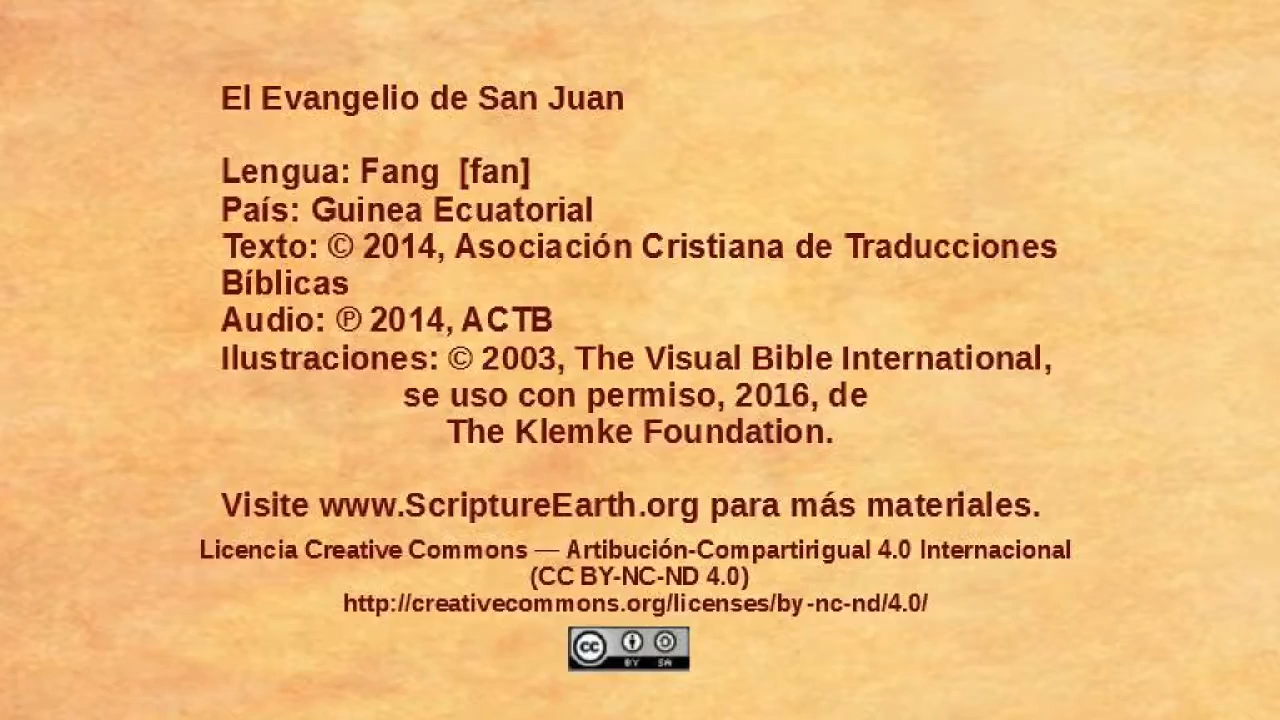 El Evangelio de San Juan
Lengua: Fang [fan]
País: Guinea Ecuatorial
Texto: © 2014, Asociación Cristiana de Traducciones
Bíblicas
Audio: ℗ 2014, ACTB
Ilustraciones: © 2003, The Visual Bible International,
se uso con permiso, 2016, de
The Klemke Foundation.
Visite www.ScriptureEarth.org para más materiales.
Licencia Creative Commons — Artibución-Compartirigual 4.0 Internacional
(CC BY-NC-ND 4.0)
http://creativecommons.org/licenses/by-nc-nd/4.0/
cc BY SA